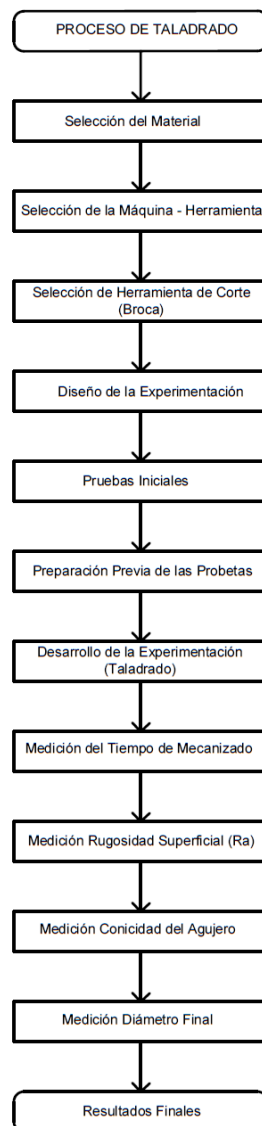 PROCESO DE TALADRADO
Selección del Material
Selección de la Máquina - Herramienta
Selección de Herramienta de Corte
(Broca)
Diseño de la Experimentación
Pruebas Iniciales
Preparación Previa de las Probetas
Desarrollo de la Experimentación
(Taladrado)
Medición del Tiempo de Mecanizado
Medición Rugosidad Superficial (Ra)
Medición Conicidad del Agujero
Medición Diámetro Final
Resultados Finales